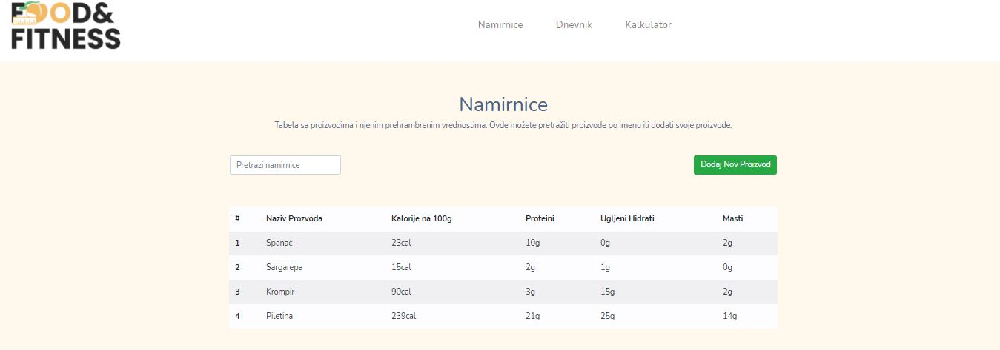 FOOD&
FITNESS
Namirnice Dnevnik Kalkulator
Namirnice
Tabela sa proizvodima i njenim prehrambrenim vrednostima. Ovde možete pretražiti proizvode po imenu ili dodati svoje proizvode.
Pretrazi namirnice Dodaj Nov Proizvod
# Naziv Prozvoda Kalorije na 100g Proteini Ugljeni Hidrati Masti
1 Spanac 23cal 10g 0g 2g
2 Sargarepa 15cal 2g 1g 0g
3 Krompir 90cal 3g 15g 2g
4 Piletina 239cal 21g 25g 14g